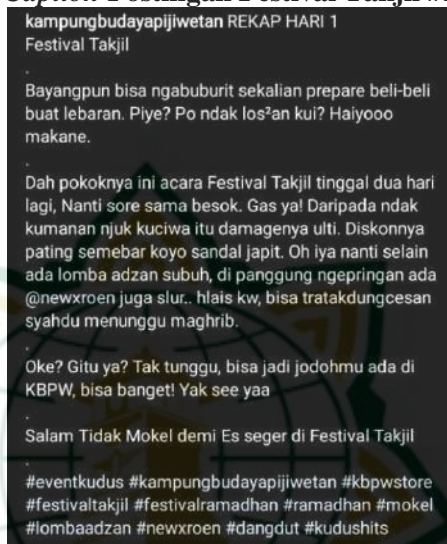 kampungbudayapijiwetan REKAP HARI 1
Festival Takjil
.
Bayangpun bisa ngabuburit sekalian prepare beli-beli
buat lebaran. Piye? Po ndak los²an kui? Haiyooo
makane.
.
Dah pokoknya ini acara Festival Takjil tinggal dua hari
lagi, Nanti sore sama besok. Gas ya! Daripada ndak
kumanan njuk kuciwa itu damagenya ulti. Diskonnya
pating semebar koyo sandal japit. Oh iya nanti selain
ada lomba adzan subuh, di panggung ngepringan ada
@newxroen juga slur.. hlais kw, bisa tratakdungcesan
syahdu menunggu maghrib.
.
Oke? Gitu ya? Tak tunggu, bisa jadi jodohmu ada di
KBPW, bisa banget! Yak see yaa
.
Salam Tidak Mokel demi Es seger di Festival Takjil
.
#eventkudus #kampungbudayapijiwetan #kbpwstore
#festivaltakjil #festivalramadhan #ramadhan #mokel
#lombaadzan #newxroen #dangdut #kudushits